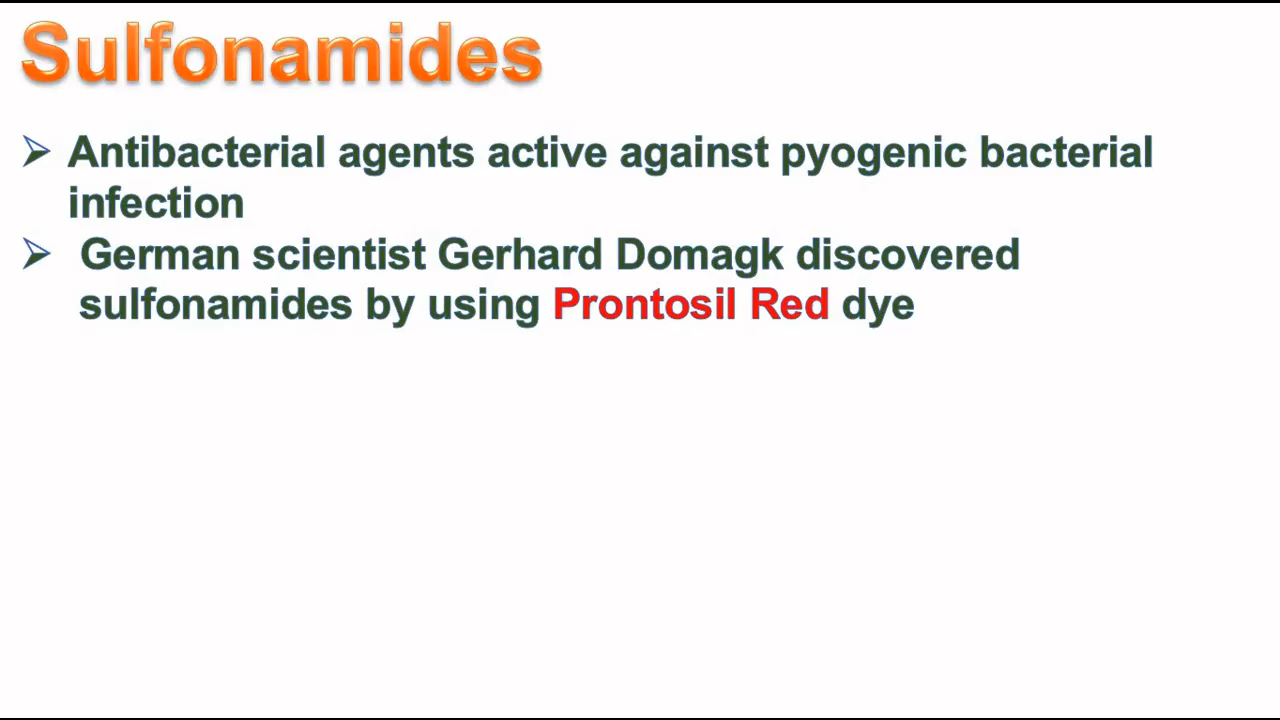 Sulfonamides
➢ Antibacterial agents active against pyogenic bacterial
infection
➢ German scientist Gerhard Domagk discovered
sulfonamides by using Prontosil Red dye